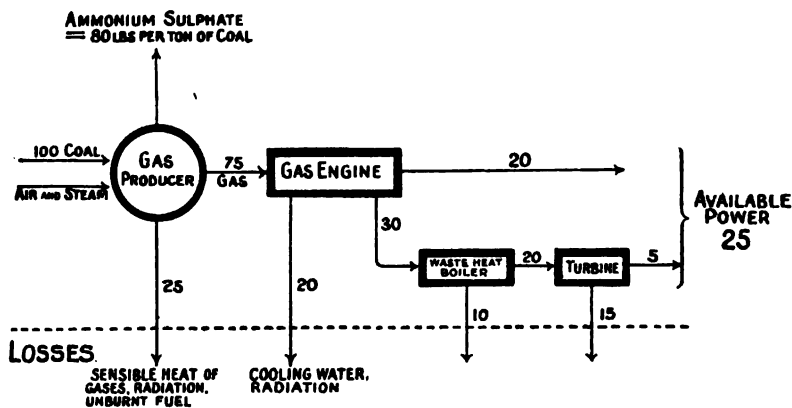 AMMONIUM SULPHATE
= 80 LBS PER TON OF COAL
100 COAL
AIR AND STEAM
GAS
PRODUCER
75
GAS
GAS ENGINE
20
30
WASTE HEAT
BOILER
20
TURBINE
5
AVAILABLE
POWER
25
25
20
10
15
LOSSES.
SENSIBLE HEAT OF
GASES, RADIATION,
UNBURNT FUEL
COOLING WATER,
RADIATION